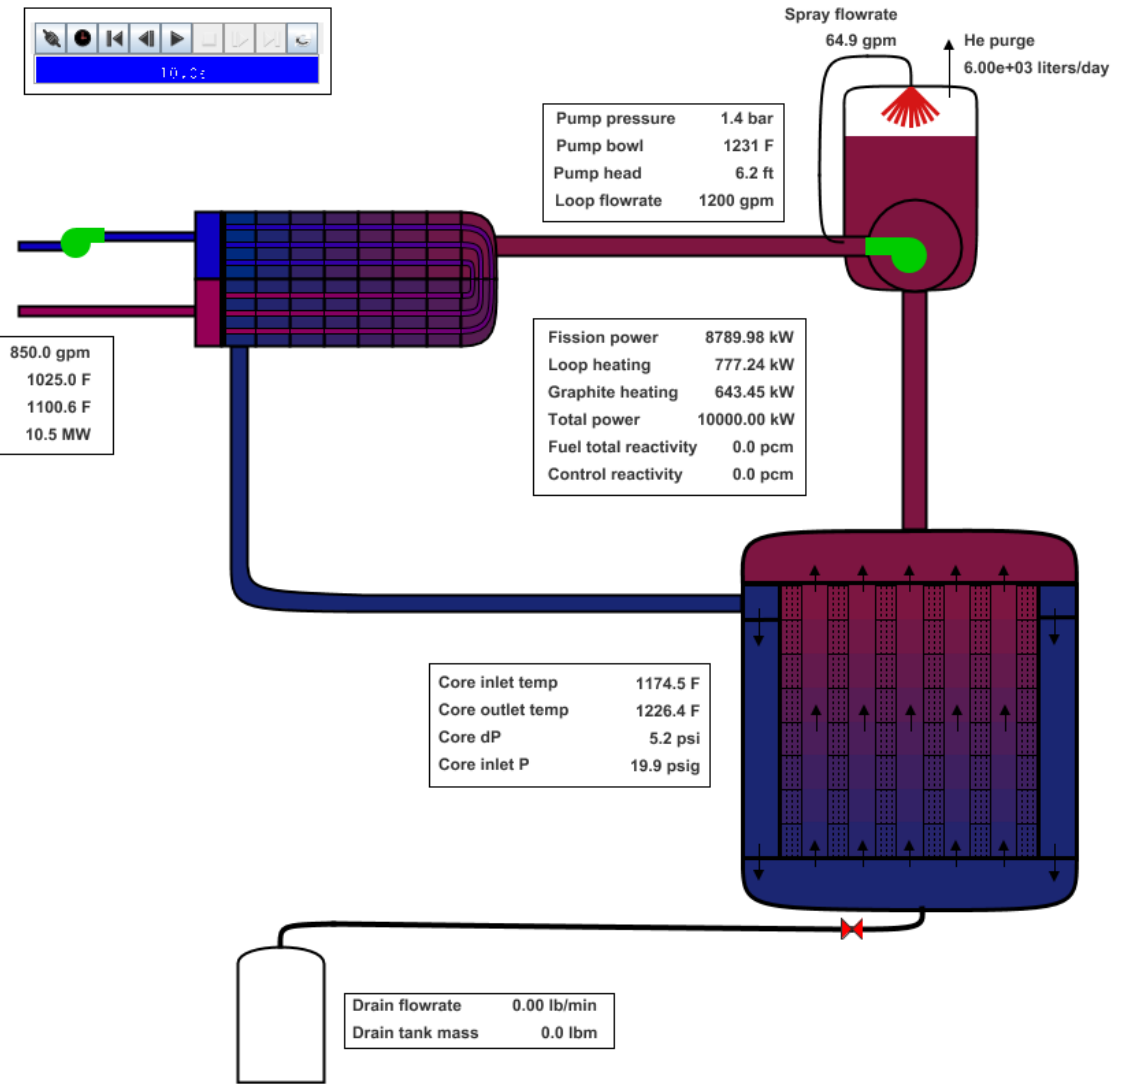 Spray flowrate
64.9 gpm
He purge
6.00e+03 liters/day
10.0s
Pump pressure 1.4 bar
Pump bowl 1231 F
Pump head 6.2 ft
Loop flowrate 1200 gpm
850.0 gpm
1025.0 F
1100.6 F
10.5 MW
Fission power 8789.98 kW
Loop heating 777.24 kW
Graphite heating 643.45 kW
Total power 10000.00 kW
Fuel total reactivity 0.0 pcm
Control reactivity 0.0 pcm
Core inlet temp 1174.5 F
Core outlet temp 1226.4 F
Core dP 5.2 psi
Core inlet P 19.9 psig
Drain flowrate 0.00 lb/min
Drain tank mass 0.0 lbm